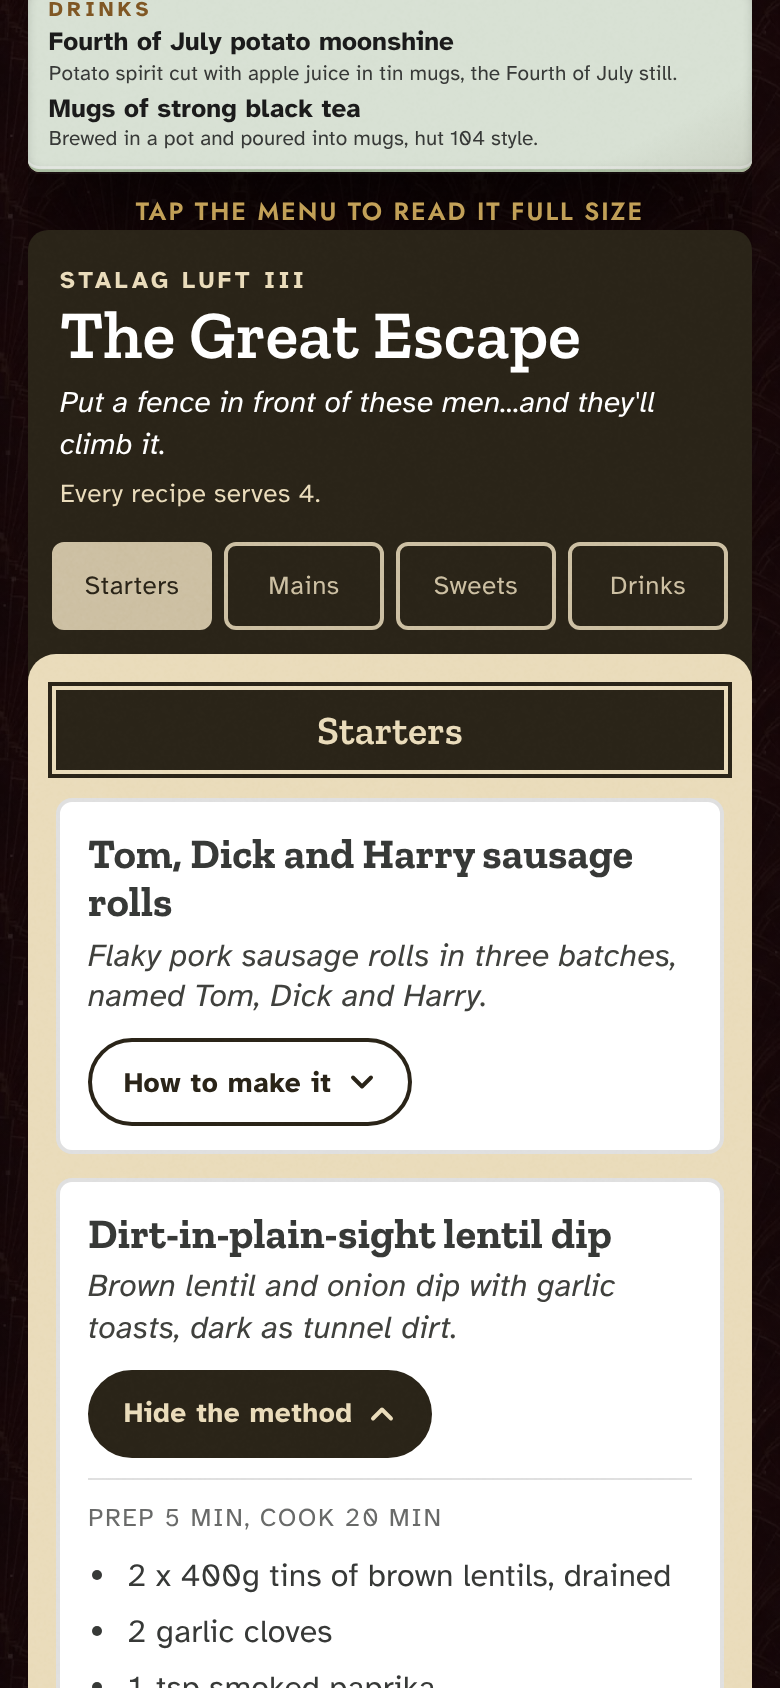 DRINKS
Fourth of July potato moonshine
Potato spirit cut with apple juice in tin mugs, the Fourth of July still.
Mugs of strong black tea
Brewed in a pot and poured into mugs, hut 104 style.
TAP THE MENU TO READ IT FULL SIZE
STALAG LUFT III
The Great Escape
Put a fence in front of these men...and they'll
climb it.
Every recipe serves 4.
Starters Mains Sweets Drinks
Starters
Tom, Dick and Harry sausage
rolls
Flaky pork sausage rolls in three batches,
named Tom, Dick and Harry.
How to make it
Dirt-in-plain-sight lentil dip
Brown lentil and onion dip with garlic
toasts, dark as tunnel dirt.
Hide the method
PREP 5 MIN, COOK 20 MIN
• 2 x 400g tins of brown lentils, drained
• 2 garlic cloves
• 1 tsp smoked paprika